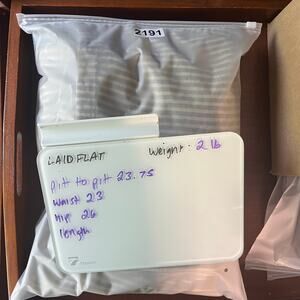 2191
LAID FLAT Weight: 2 lb
pitt to pitt 23.75
waist 23
Hip 26
length